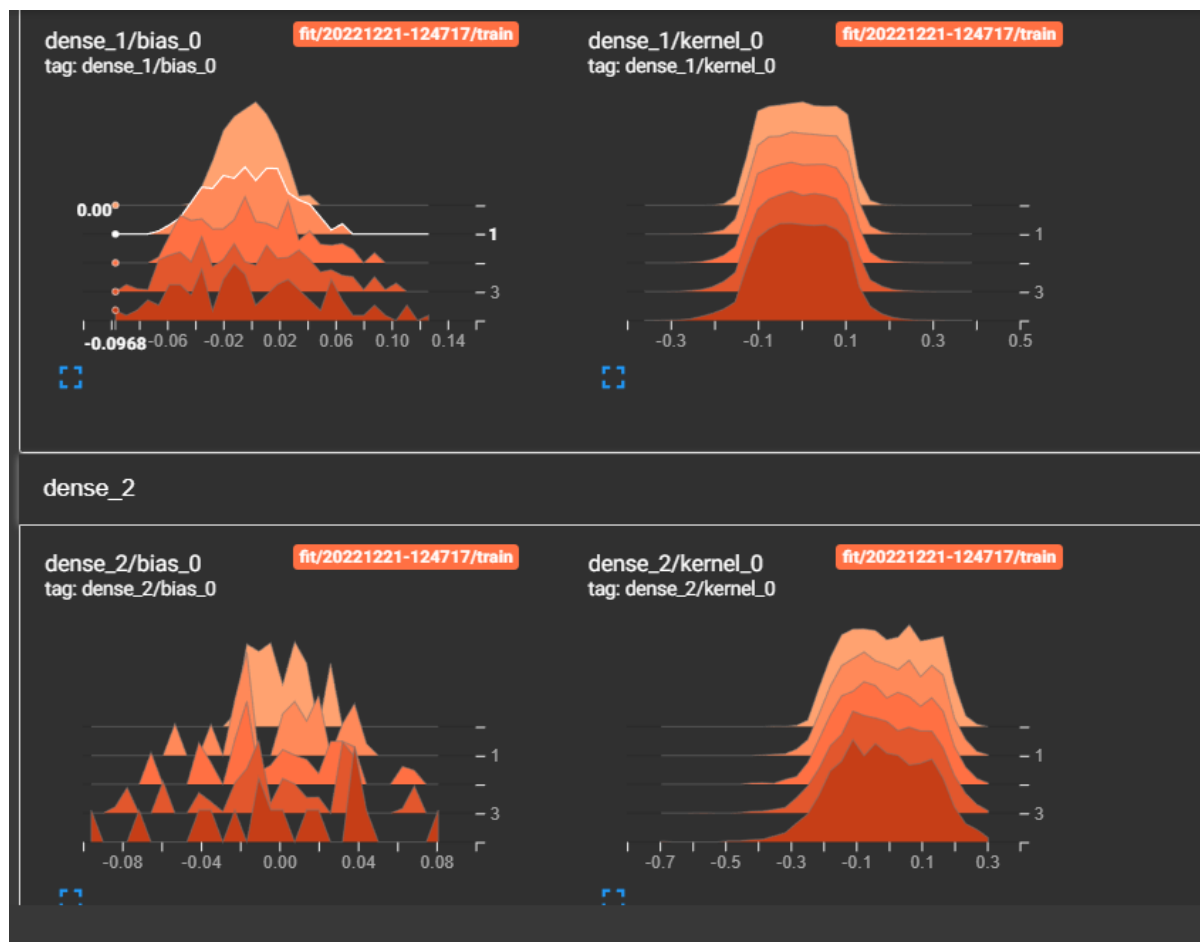 dense_1/bias_0
tag: dense_1/bias_0
fit/20221221-124717/train
0.00
1
3
-0.0968 -0.06 -0.02 0.02 0.06 0.10 0.14
dense_1/kernel_0
tag: dense_1/kernel_0
fit/20221221-124717/train
1
3
-0.3 -0.1 0.1 0.3 0.5
dense_2
dense_2/bias_0
tag: dense_2/bias_0
fit/20221221-124717/train
1
3
-0.08 -0.04 0.00 0.04 0.08
dense_2/kernel_0
tag: dense_2/kernel_0
fit/20221221-124717/train
1
3
-0.7 -0.5 -0.3 -0.1 0.1 0.3